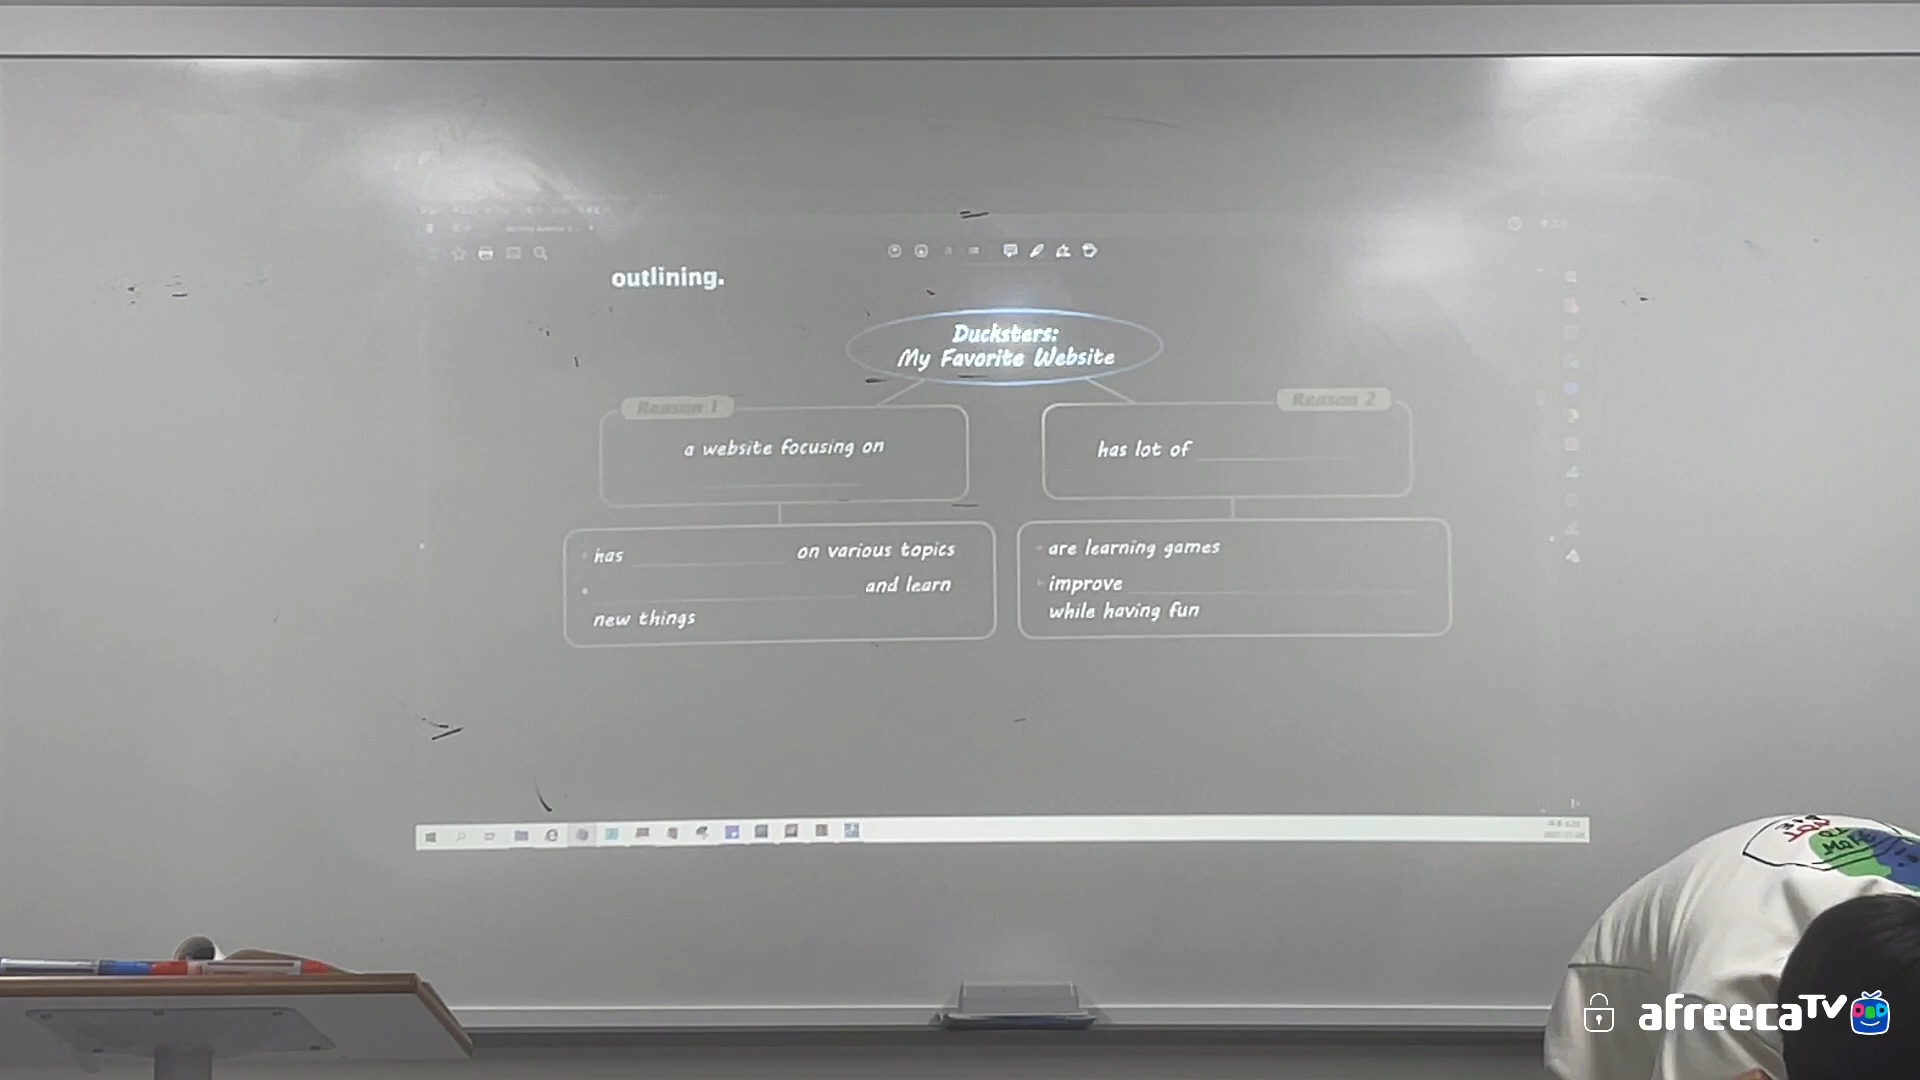 outlining.
Ducksters:
My Favorite Website
Reason 1
a website focusing on
has on various topics
and learn
new things
Reason 2
has lot of
are learning games
improve
while having fun
afreecaTV